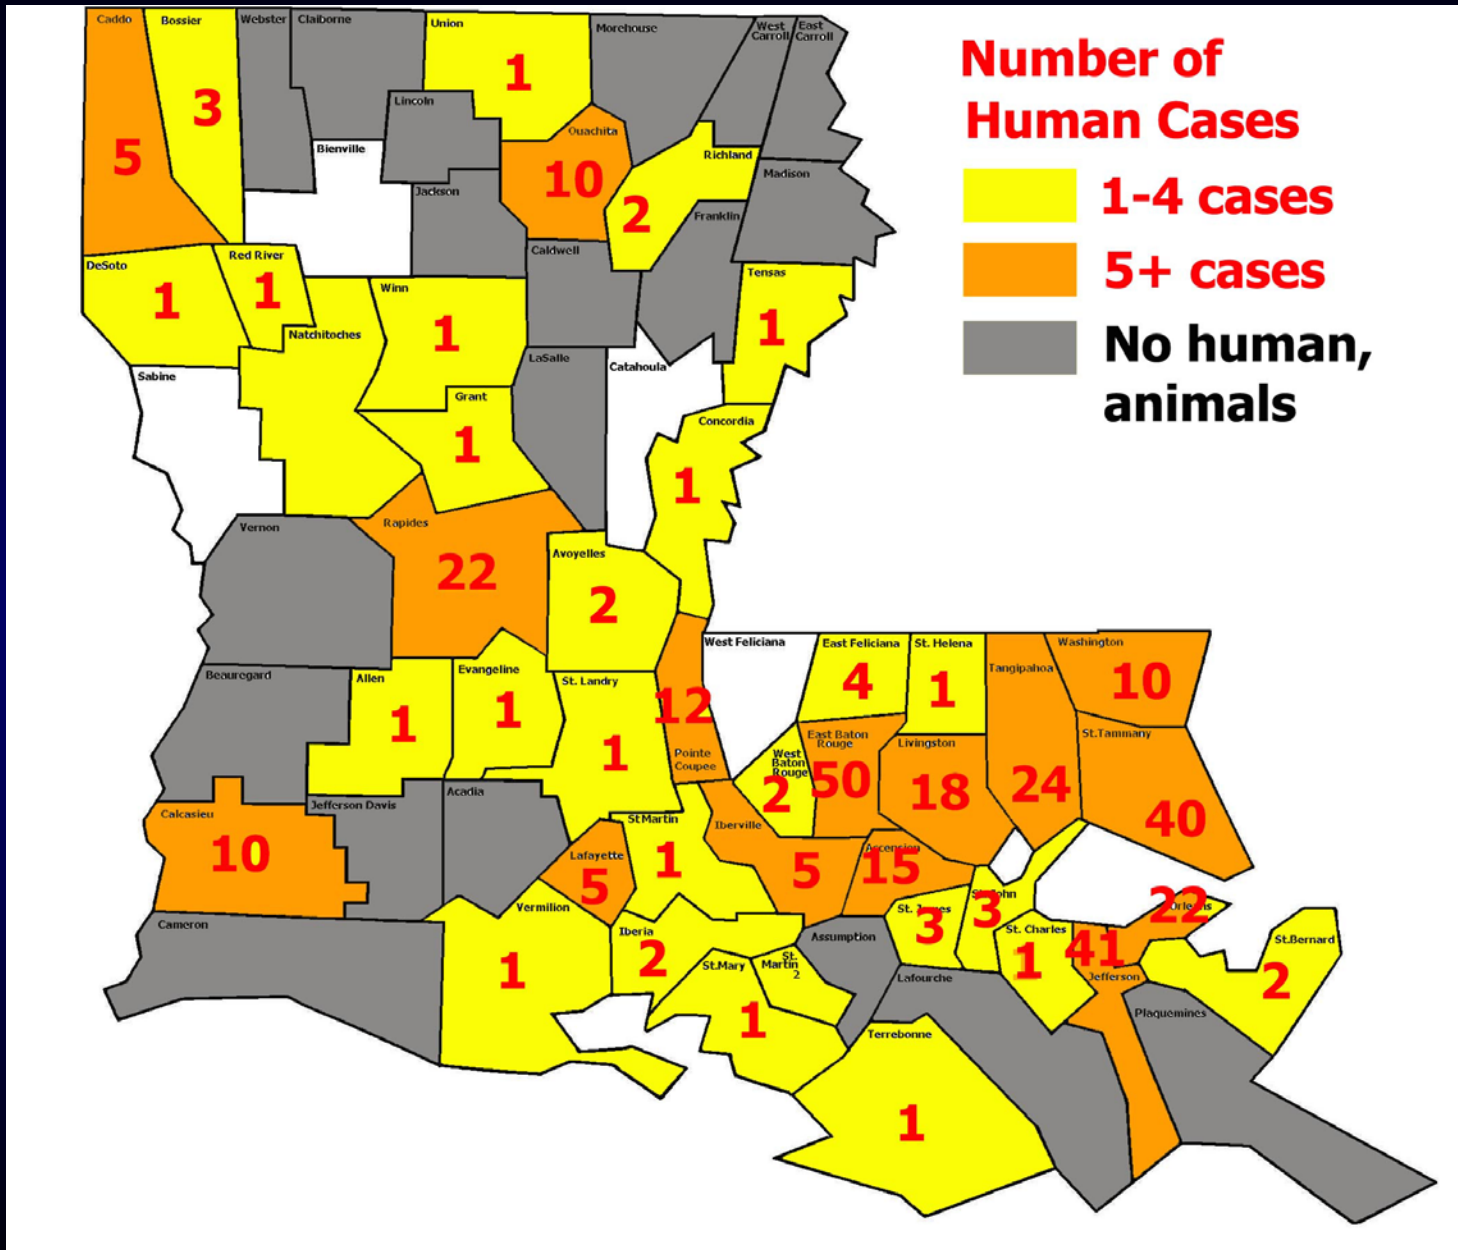 Caddo
5
Bossier
3
Webster
Claiborne
Union
1
Morehouse
West
Carroll
East
Carroll
Number of
Human Cases
1-4 cases
5+ cases
No human,
animals
Lincoln
Bienville
Jackson
Ouachita
10
Richland
2
Madison
Franklin
Caldwell
DeSoto
1
Red River
1
Natchitoches
Winn
1
Tensas
1
LaSalle
Catahoula
Sabine
Grant
1
Concordia
1
Vernon
Rapides
22
Avoyelles
2
Beauregard
Allen
1
Evangeline
1
St. Landry
1
12
Pointe
Coupee
West Feliciana
East Feliciana
4
St. Helena
1
Tangipahoa
24
Washington
10
St.Tammany
40
West
Baton
Rouge
2
East Baton
Rouge
50
Livingston
18
Calcasieu
10
Jefferson Davis
Acadia
Lafayette
5
St Martin
1
Iberville
5
Ascension
15
Cameron
Vermilion
1
Iberia
2
St.Mary
1
St.
Martin
2
Assumption
St. James
3
St. John
3
St. Charles
1
41
Jefferson
Orleans
22
St.Bernard
2
Lafourche
Plaquemines
Terrebonne
1